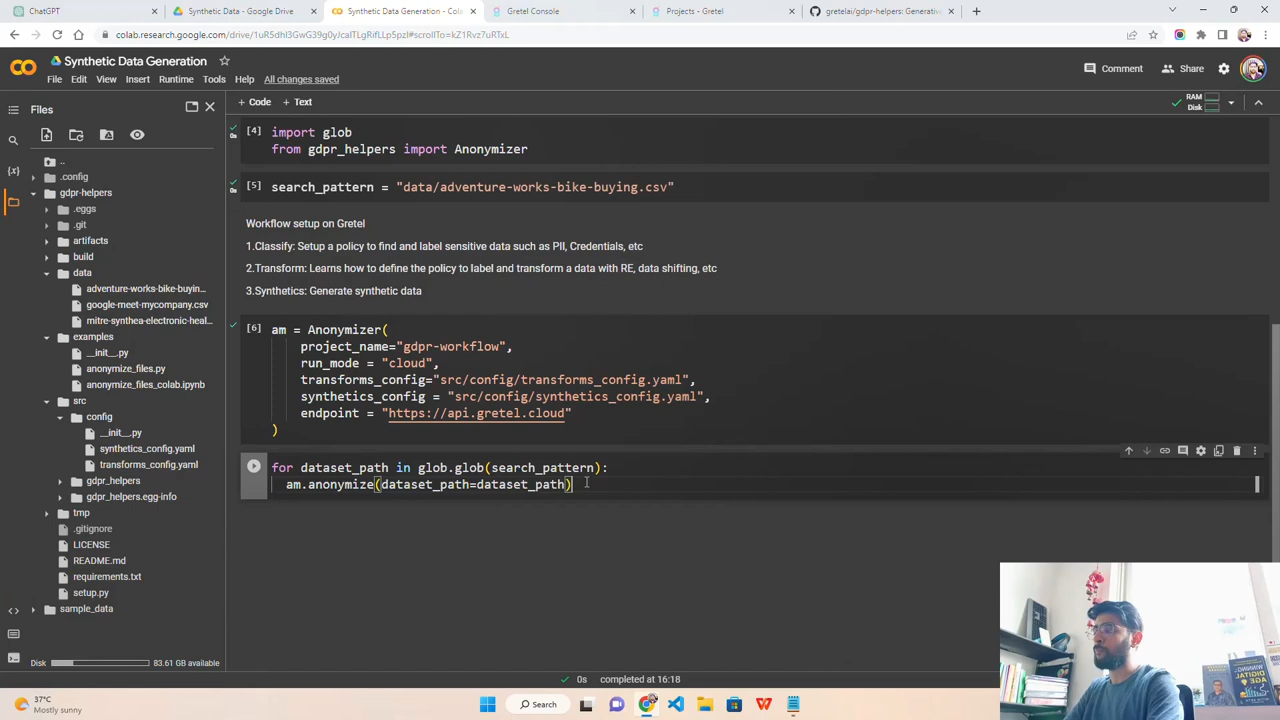 ChatGPT
Synthetic Data - Google Drive
Synthetic Data Generation - Cola
Gretel Console
Projects - Gretel
gretelai/gdpr-helpers: Generativ
colab.research.google.com/drive/1uR5dhI3GwG39g0yJcaITLgRifLLp5pzI#scrollTo=kZ1Rvz7uRTxL
Synthetic Data Generation
File Edit View Insert Runtime Tools Help All changes saved
Comment
Share
Files
+ Code + Text
RAM
Disk
..
.config
gdpr-helpers
.eggs
.git
artifacts
build
data
adventure-works-bike-buyin...
google-meet-mycompany.csv
mitre-synthea-electronic-heal...
examples
__init__.py
anonymize_files.py
anonymize_files_colab.ipynb
src
config
__init__.py
synthetics_config.yaml
transforms_config.yaml
gdpr_helpers
gdpr_helpers.egg-info
tmp
.gitignore
LICENSE
README.md
requirements.txt
setup.py
sample_data
Disk 83.61 GB available
0s
[4] import glob
from gdpr_helpers import Anonymizer
0s
[5] search_pattern = "data/adventure-works-bike-buying.csv"
Workflow setup on Gretel
1.Classify: Setup a policy to find and label sensitive data such as PII, Credentials, etc
2.Transform: Learns how to define the policy to label and transform a data with RE, data shifting, etc
3.Synthetics: Generate synthetic data
[6] am = Anonymizer(
project_name="gdpr-workflow",
run_mode = "cloud",
transforms_config="src/config/transforms_config.yaml",
synthetics_config = "src/config/synthetics_config.yaml",
endpoint = "https://api.gretel.cloud"
)
for dataset_path in glob.glob(search_pattern):
am.anonymize(dataset_path=dataset_path)
0s completed at 16:18
37°C
Mostly sunny
Search
WINNING
DIGITAL
AGE